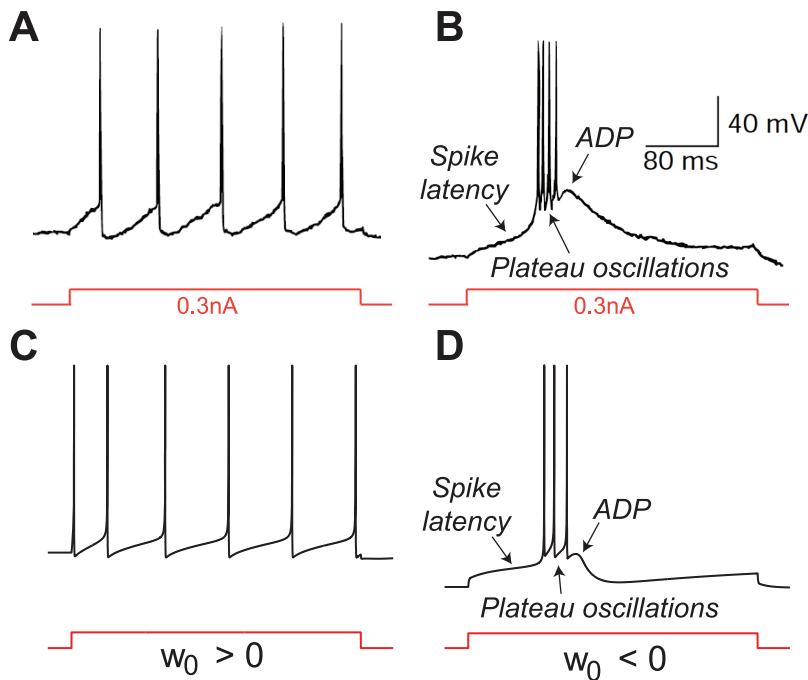 A
B
40 mV
80 ms
ADP
Spike
latency
Plateau oscillations
0.3nA
0.3nA
C
D
Spike
latency
ADP
Plateau oscillations
w₀ > 0
w₀ < 0